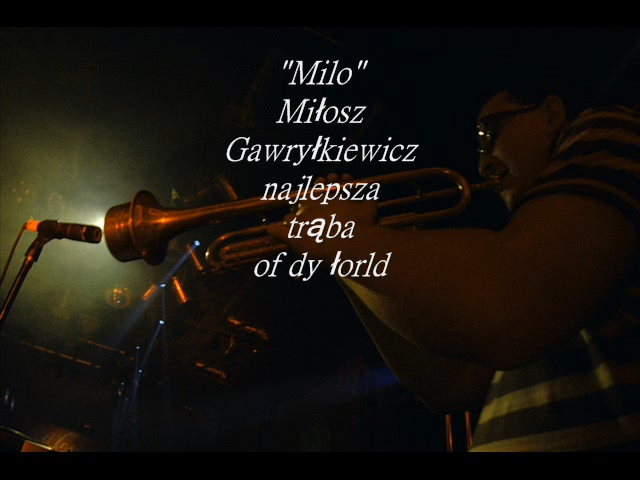 "Milo"
Miłosz
Gawryłkiewicz
najlepsza
trąba
of dy łorld